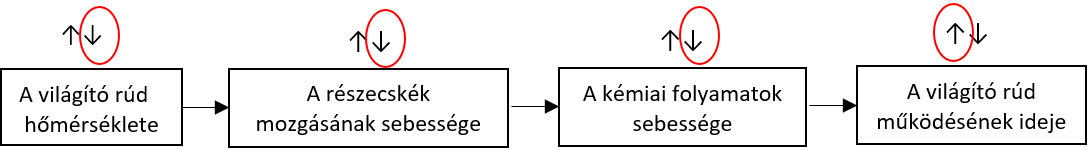 ↑↓ ↑↓ ↑↓ ↑↓
A világító rúd
hőmérséklete
A részecskék
mozgásának sebessége
A kémiai folyamatok
sebessége
A világító rúd
működésének ideje